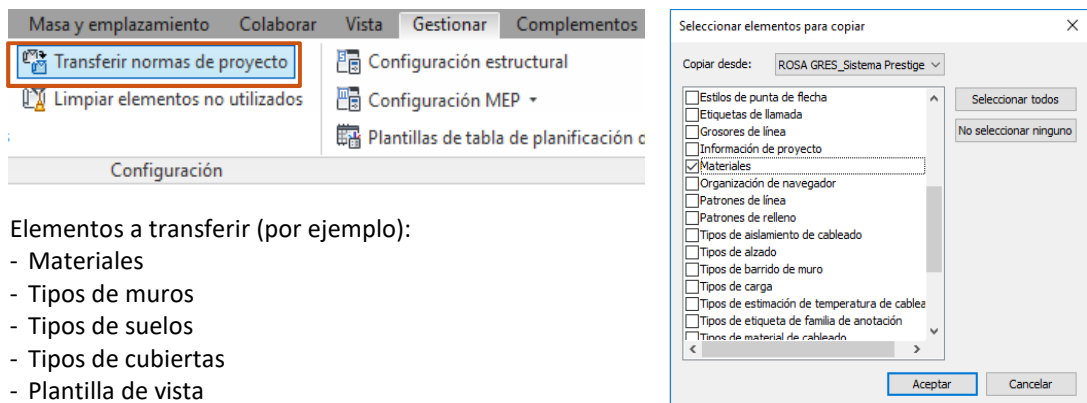 Masa y emplazamiento Colaborar Vista Gestionar Complementos
Transferir normas de proyecto
Configuración estructural
Limpiar elementos no utilizados
Configuración MEP
Plantillas de tabla de planificación
Configuración
Elementos a transferir (por ejemplo):
- Materiales
- Tipos de muros
- Tipos de suelos
- Tipos de cubiertas
- Plantilla de vista
Seleccionar elementos para copiar
Copiar desde: ROSA GRES_Sistema Prestige
Estilos de punta de flecha
Etiquetas de llamada
Grosores de línea
Información de proyecto
Materiales
Organización de navegador
Patrones de línea
Patrones de relleno
Tipos de aislamiento de cableado
Tipos de alzado
Tipos de barrido de muro
Tipos de carga
Tipos de estimación de temperatura de cablea
Tipos de etiqueta de familia de anotación
Tipos de material de cableado
Seleccionar todos
No seleccionar ninguno
Aceptar Cancelar